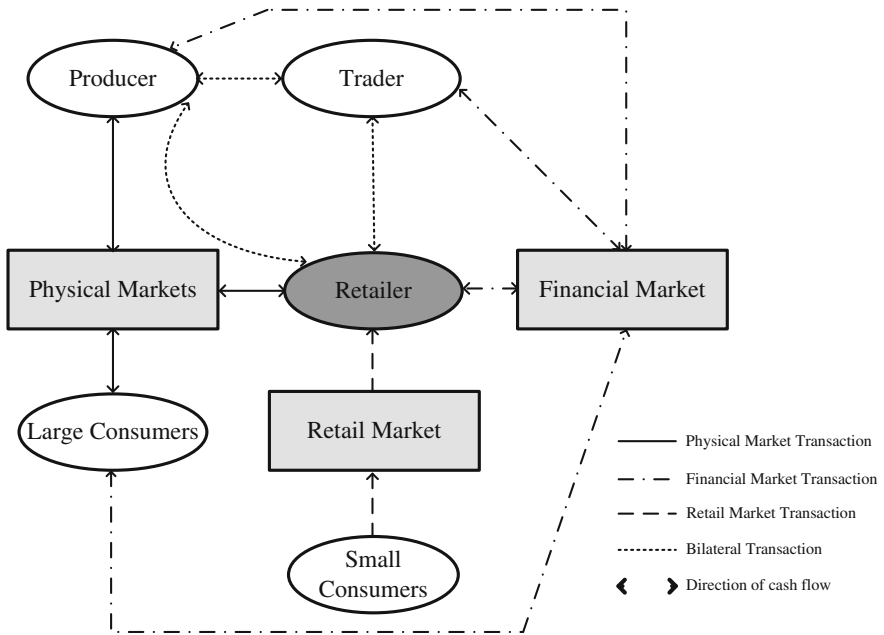 Producer
Trader
Physical Markets
Retailer
Financial Market
Large Consumers
Retail Market
Small
Consumers
Physical Market Transaction
Financial Market Transaction
Retail Market Transaction
Bilateral Transaction
Direction of cash flow